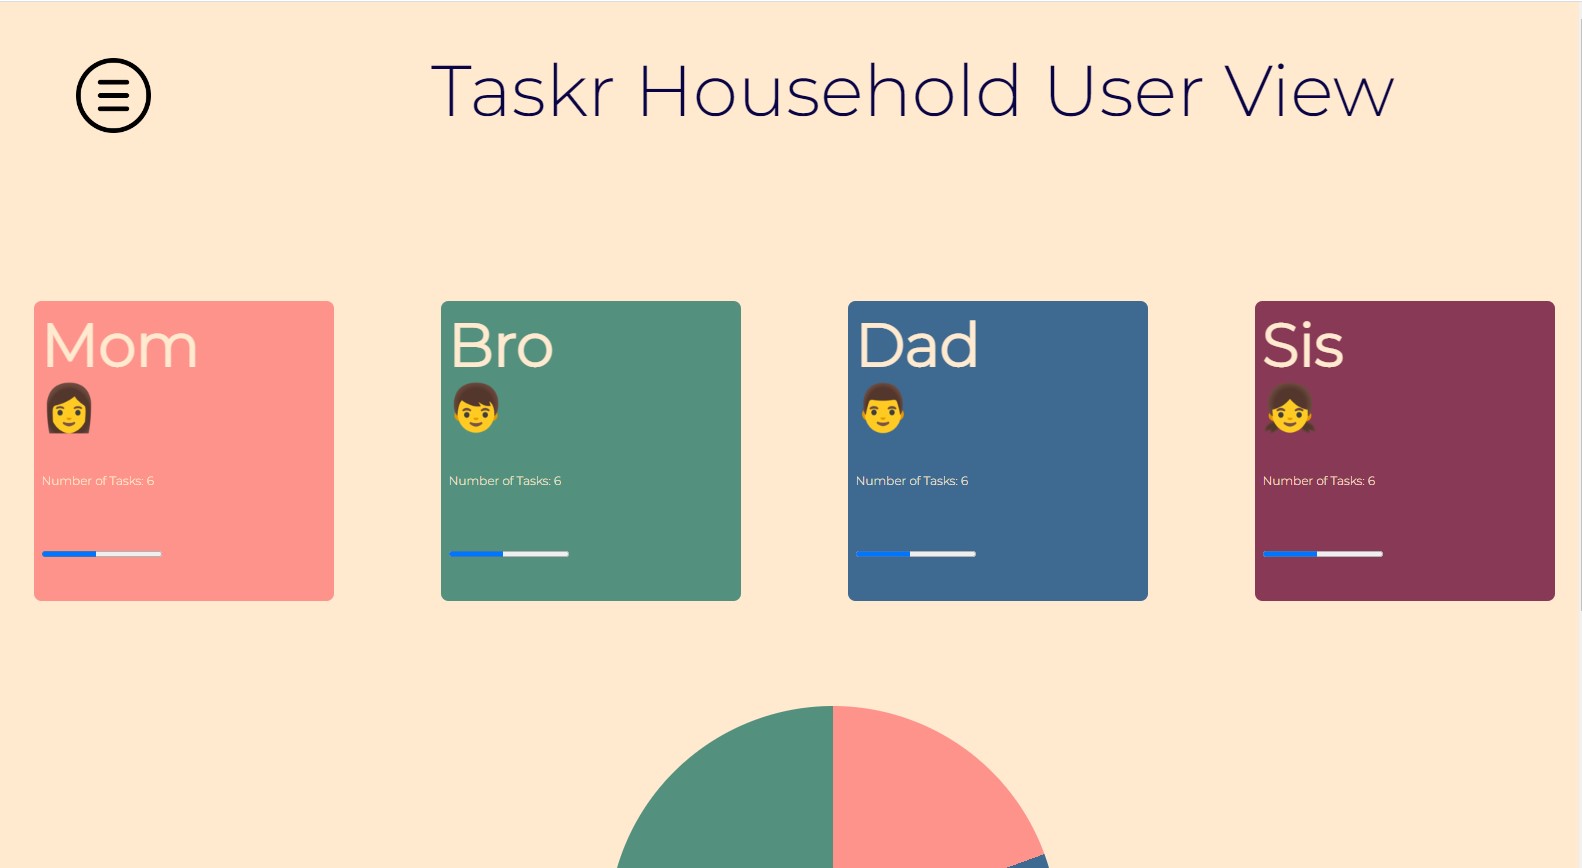 Taskr Household User View
Mom
Number of Tasks: 6
Bro
Number of Tasks: 6
Dad
Number of Tasks: 6
Sis
Number of Tasks: 6